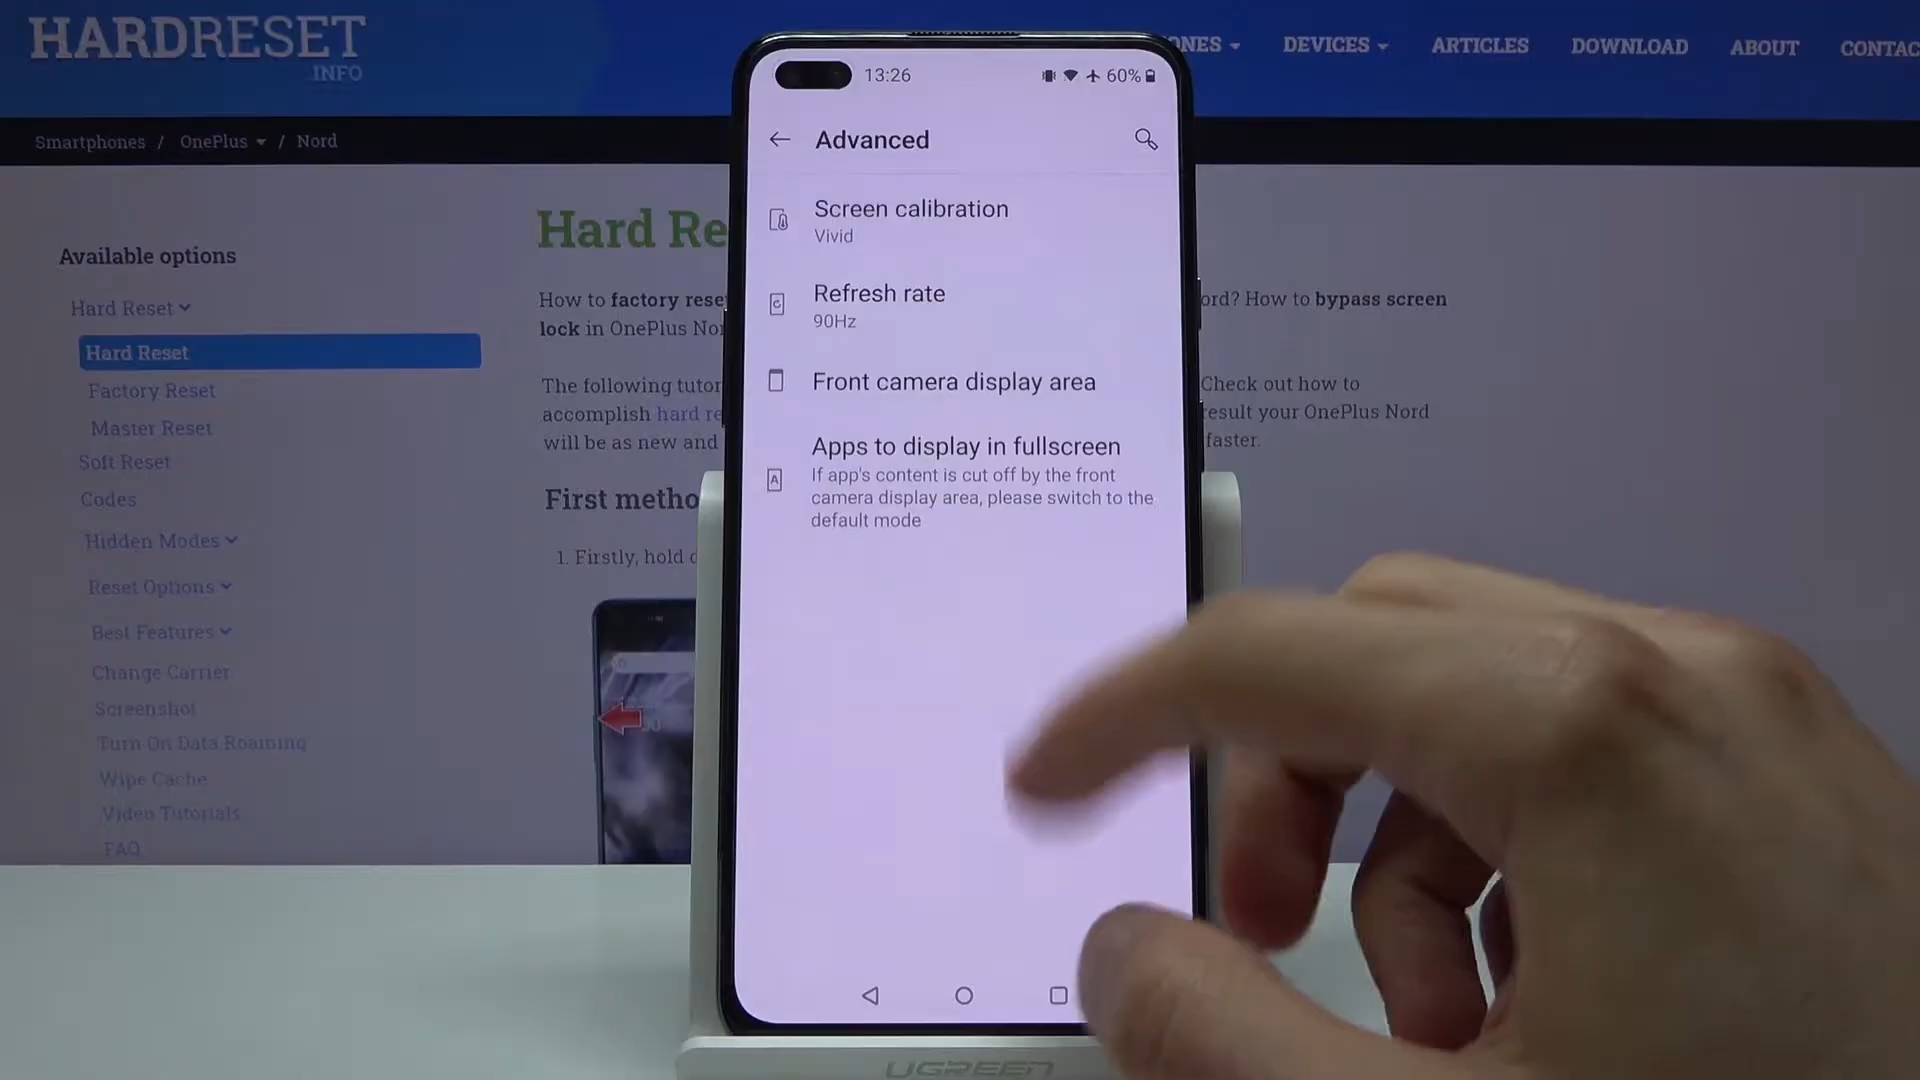 HARDRESET
.INFO
DEVICES
ARTICLES
DOWNLOAD
ABOUT
Smartphones / OnePlus / Nord
Available options
Hard Reset
Hard Reset
Factory Reset
Master Reset
Soft Reset
Codes
Hidden Modes
Reset Options
Best Features
Change Carrier
Screenshot
Turn On Data Roaming
Wipe Cache
Video Tutorials
FAQ
Hard Re
How to factory rese
lock in OnePlus No
The following tutor
accomplish hard re
will be as new and
First metho
1. Firstly, hold
13:26
60%
Advanced
Screen calibration
Vivid
Refresh rate
90Hz
Front camera display area
Apps to display in fullscreen
If app's content is cut off by the front
camera display area, please switch to the
default mode
ord? How to bypass screen
Check out how to
result your OnePlus Nord
faster.
UGREEN